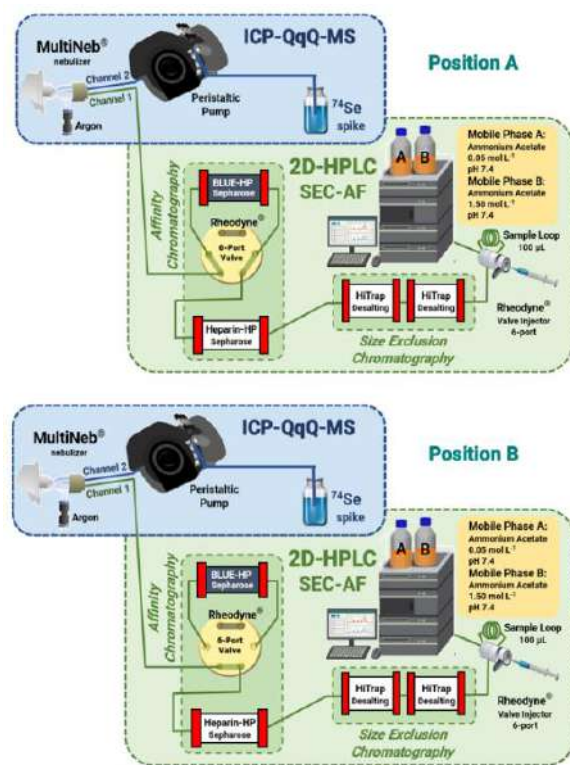 ICP-QqQ-MS
MultiNeb®
nebulizer
Channel 2
Channel 1
Argon
Peristaltic
Pump
74Se
spike
Position A
2D-HPLC
SEC-AF
Affinity
Chromatography
BLUE-HP
Sepharose
Rheodyne®
6-Port
Valve
Heparin-HP
Sepharose
A B
Mobile Phase A:
Ammonium Acetate
0.05 mol L⁻¹
pH 7.4
Mobile Phase B:
Ammonium Acetate
1.50 mol L⁻¹
pH 7.4
Sample Loop
100 µL
HiTrap
Desalting
HiTrap
Desalting
Size Exclusion
Chromatography
Rheodyne®
Valve Injector
6-port
ICP-QqQ-MS
MultiNeb®
nebulizer
Channel 2
Channel 1
Argon
Peristaltic
Pump
74Se
spike
Position B
2D-HPLC
SEC-AF
Affinity
Chromatography
BLUE-HP
Sepharose
Rheodyne®
6-Port
Valve
Heparin-HP
Sepharose
A B
Mobile Phase A:
Ammonium Acetate
0.05 mol L⁻¹
pH 7.4
Mobile Phase B:
Ammonium Acetate
1.50 mol L⁻¹
pH 7.4
Sample Loop
100 µL
HiTrap
Desalting
HiTrap
Desalting
Size Exclusion
Chromatography
Rheodyne®
Valve Injector
6-port